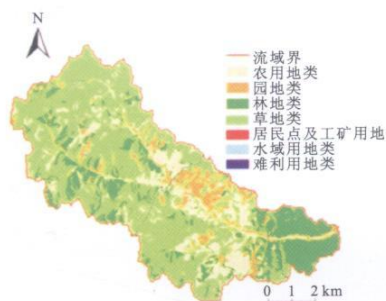 N
流域界
农用地类
园地类
林地类
草地类
居民点及工矿用地
水域用地类
难利用地类
0 1 2 km